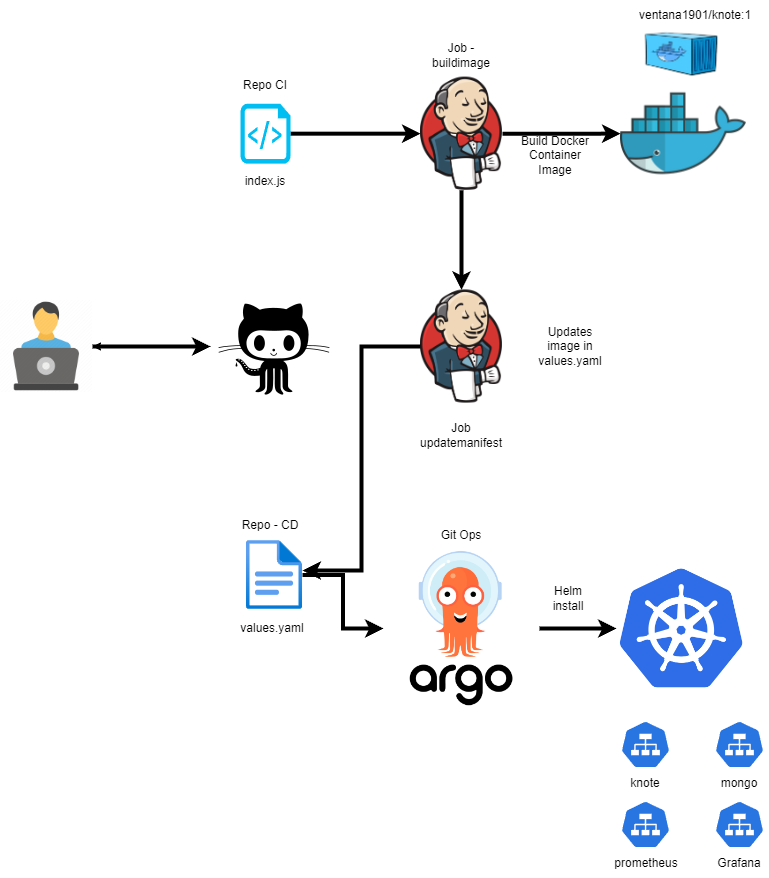 ventana1901/knote:1
Job -
buildimage
Repo CI
</>
Build Docker
Container
Image
index.js
Updates
image in
values.yaml
Job
updatemanifest
Repo - CD
Git Ops
Helm
install
values.yaml
argo
knote
mongo
prometheus
Grafana